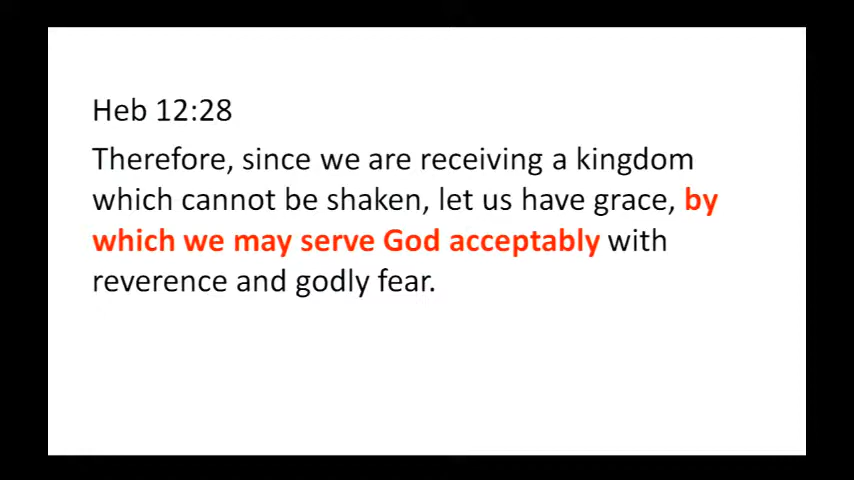 Heb 12:28
Therefore, since we are receiving a kingdom
which cannot be shaken, let us have grace, by
which we may serve God acceptably with
reverence and godly fear.